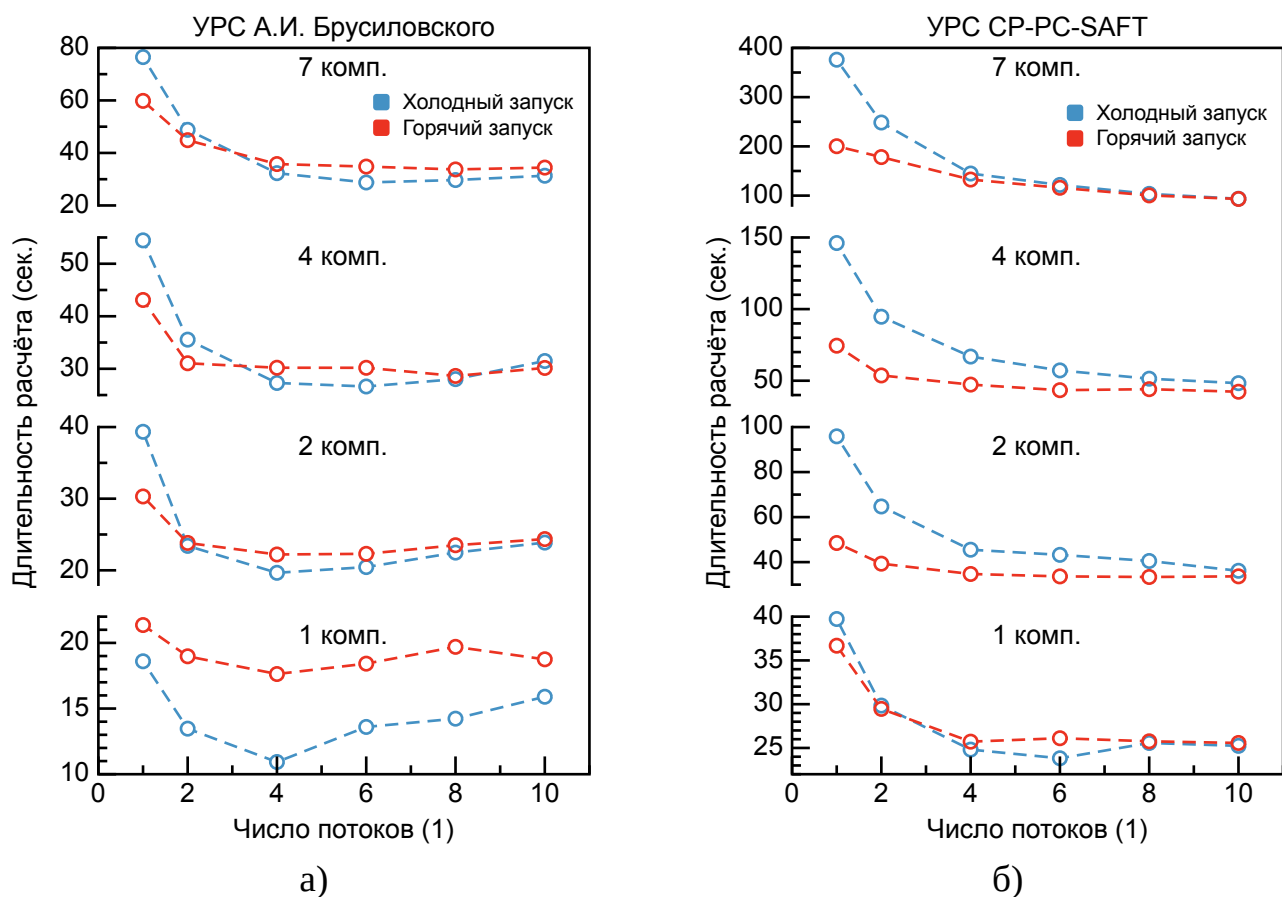 УРС А.И. Брусиловского
80
60
40
20
7 комп.
Холодный запуск
Горячий запуск
50
40
30
4 комп.
40
30
20
2 комп.
20
15
10
1 комп.
0
2
4
6
8
10
Длительность расчёта (сек.)
Число потоков (1)
а)
УРС CP-PC-SAFT
400
300
200
100
7 комп.
Холодный запуск
Горячий запуск
150
100
50
4 комп.
100
80
60
40
2 комп.
40
35
30
25
1 комп.
0
2
4
6
8
10
Длительность расчёта (сек.)
Число потоков (1)
б)